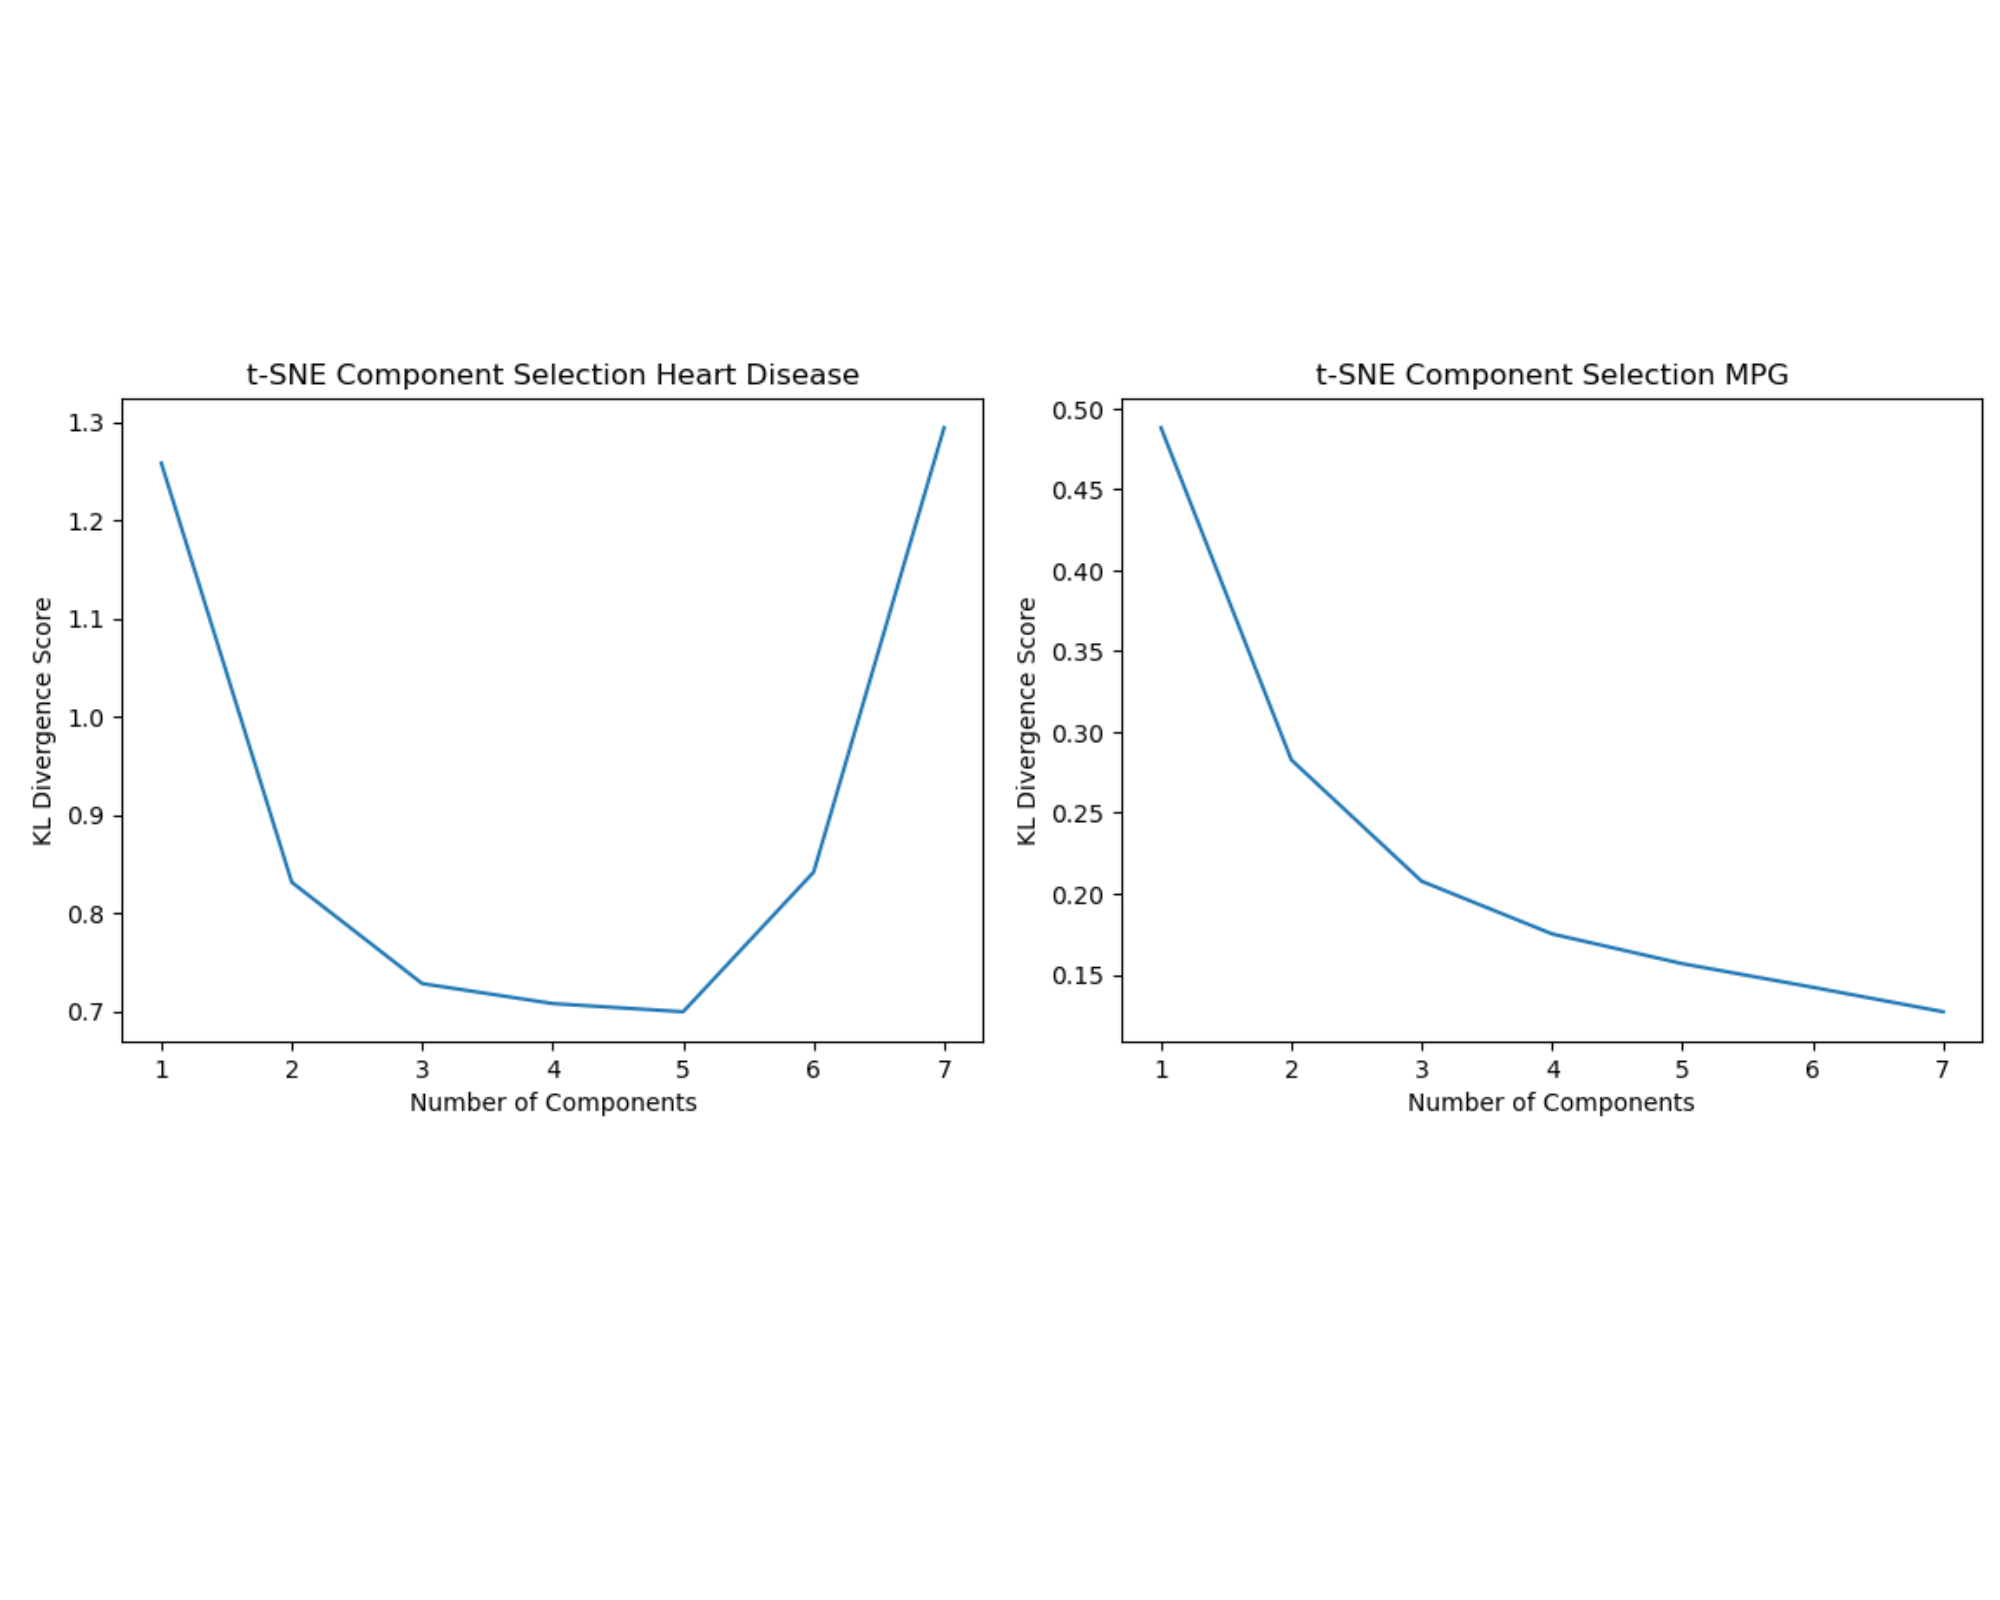 t-SNE Component Selection Heart Disease
1.3
1.2
1.1
1.0
0.9
0.8
0.7
KL Divergence Score
1 2 3 4 5 6 7
Number of Components
t-SNE Component Selection MPG
0.50
0.45
0.40
0.35
0.30
0.25
0.20
0.15
KL Divergence Score
1 2 3 4 5 6 7
Number of Components